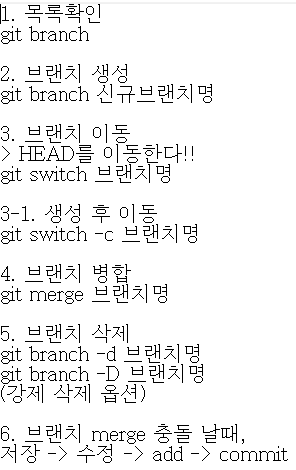 1. 목록확인
git branch
2. 브랜치 생성
git branch 신규브랜치명
3. 브랜치 이동
> HEAD를 이동한다!!
git switch 브랜치명
3-1. 생성 후 이동
git switch -c 브랜치명
4. 브랜치 병합
git merge 브랜치명
5. 브랜치 삭제
git branch -d 브랜치명
git branch -D 브랜치명
(강제 삭제 옵션)
6. 브랜치 merge 충돌 날때,
저장 -> 수정 -> add -> commit